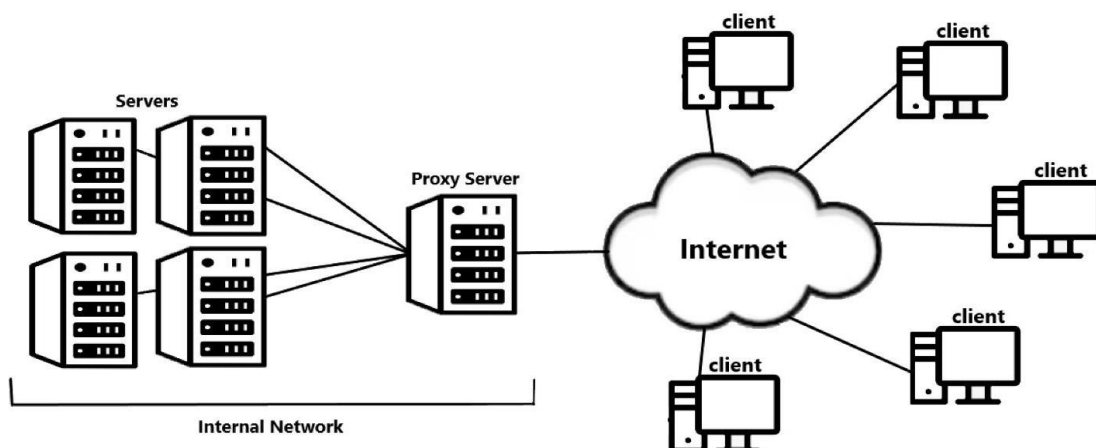 Servers
Proxy Server
Internal Network
Internet
client
client
client
client
client